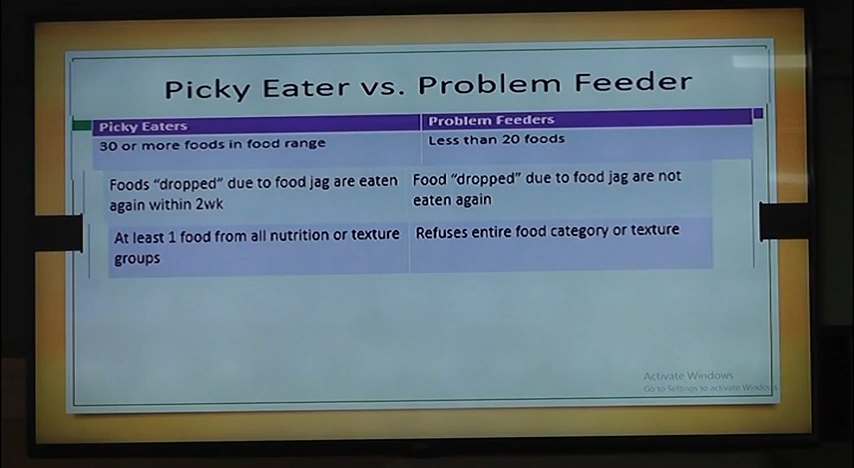 Picky Eater vs. Problem Feeder
Picky Eaters
Problem Feeders
30 or more foods in food range
Less than 20 foods
Foods “dropped” due to food jag are eaten
again within 2wk
Food “dropped” due to food jag are not
eaten again
At least 1 food from all nutrition or texture
groups
Refuses entire food category or texture
Activate Windows
Go to Settings to activate Windows